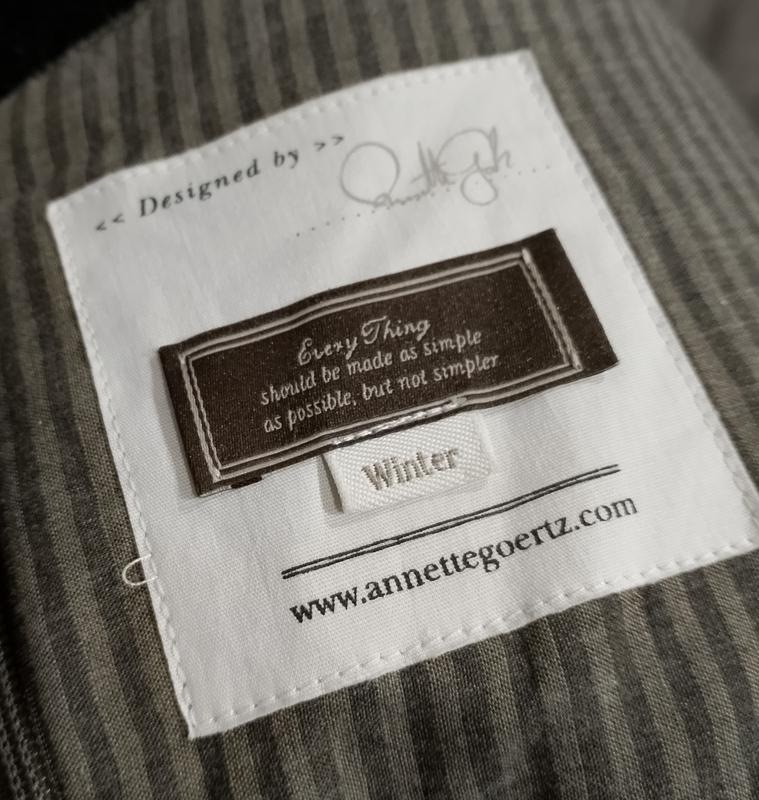 << Designed by >>
Every Thing
should be made as simple
as possible, but not simpler
Winter
www.annettegoertz.com